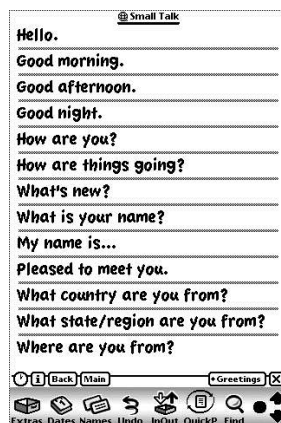 Small Talk
Hello.
Good morning.
Good afternoon.
Good night.
How are you?
How are things going?
What's new?
What is your name?
My name is...
Pleased to meet you.
What country are you from?
What state/region are you from?
Where are you from?
i Back Main Greetings X
Extras Dates Names Undo InOut QuickP Find